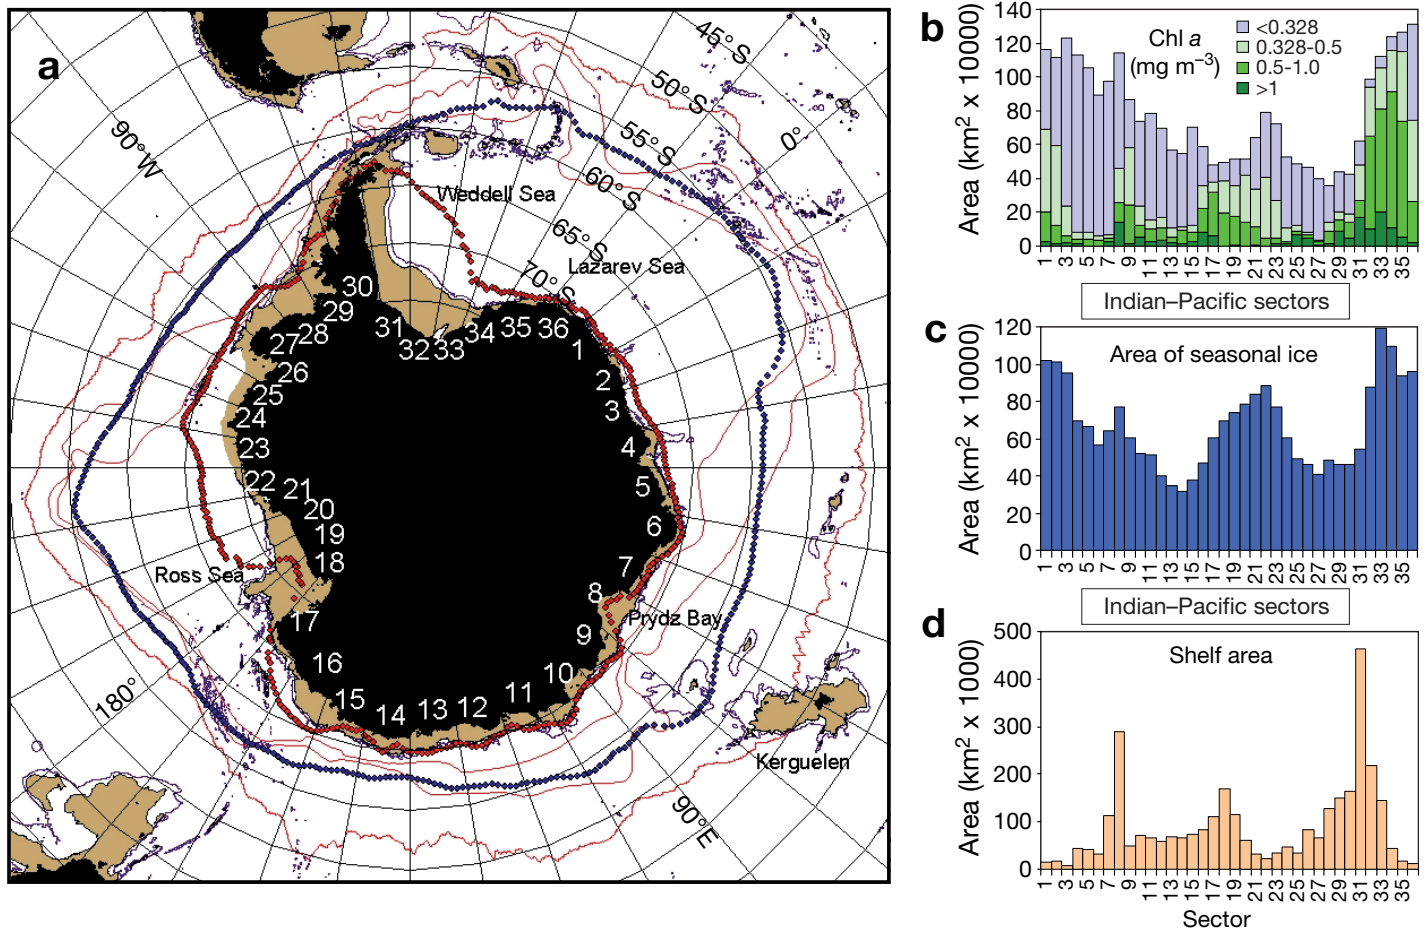 a
45°S
50°S
55°S
60°S
65°S
70°S
0°
90°W
180°
90°E
Weddell Sea
Lazarev Sea
Ross Sea
Prydz Bay
Kerguelen
30
29
28
27
26
25
24
23
22
21
20
19
18
17
16
15
14
13
12
11
10
9
8
7
6
5
4
3
2
1
36
35
34
33
32
31
b
Chl a
(mg m–3)
<0.328
0.328-0.5
0.5-1.0
>1
Area (km2 x 10000)
140
120
100
80
60
40
20
0
1 3 5 7 9 11 13 15 17 19 21 23 25 27 29 31 33 35
Indian–Pacific sectors
c
Area of seasonal ice
Area (km2 x 10000)
120
100
80
60
40
20
0
1 3 5 7 9 11 13 15 17 19 21 23 25 27 29 31 33 35
Indian–Pacific sectors
d
Shelf area
Area (km2 x 1000)
500
400
300
200
100
0
1 3 5 7 9 11 13 15 17 19 21 23 25 27 29 31 33 35
Sector